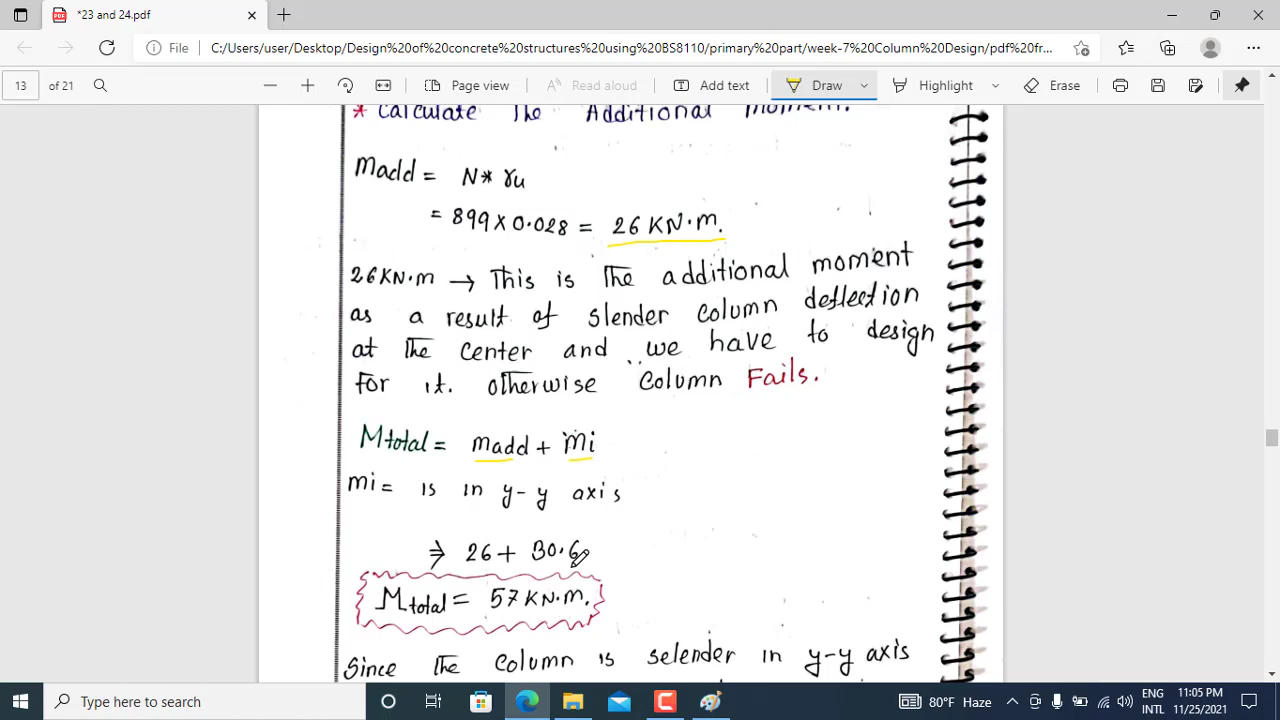 *23 and 24.pdf
File
C:/Users/user/Desktop/Design%20of%20concrete%20structures%20using%20BS8110/primary%20part/week-7%20Column%20Design/pdf%20fr...
13 of 21
Page view
Read aloud
Add text
Draw
Highlight
Erase
* Calculate The Additional moment.
Madd = N* ɤu
= 899 x 0.028 = 26 KN.m.
26KN.m → This is The additional moment
as a result of slender column deflection
at The center and we have to design
for it. otherwise column Fails.
Mtotal = madd + mi
mi = is in y-y axis
⇒ 26 + 30.6
Mtotal = 57 KN.m.
Since the column is selender in y-y axis
Type here to search
80°F Haze
ENG
INTL
11:05 PM
11/25/2021